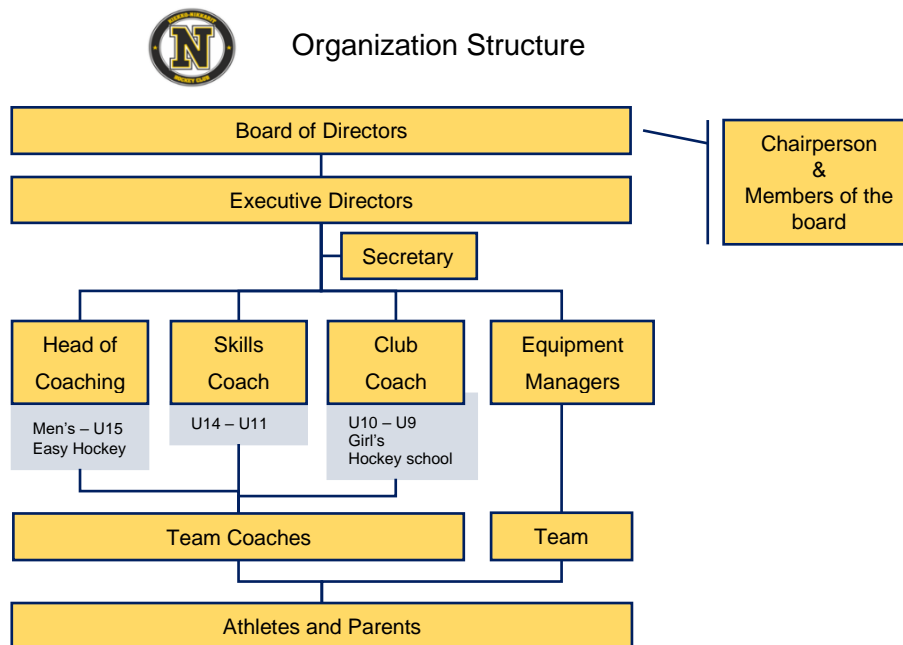 N
HOCKEY CLUB
Organization Structure
Board of Directors
Chairperson
&
Members of the
board
Executive Directors
Secretary
Head of
Coaching
Skills
Coach
Club
Coach
Equipment
Managers
Men's – U15
Easy Hockey
U14 – U11
U10 – U9
Girl's
Hockey school
Team Coaches
Team
Athletes and Parents